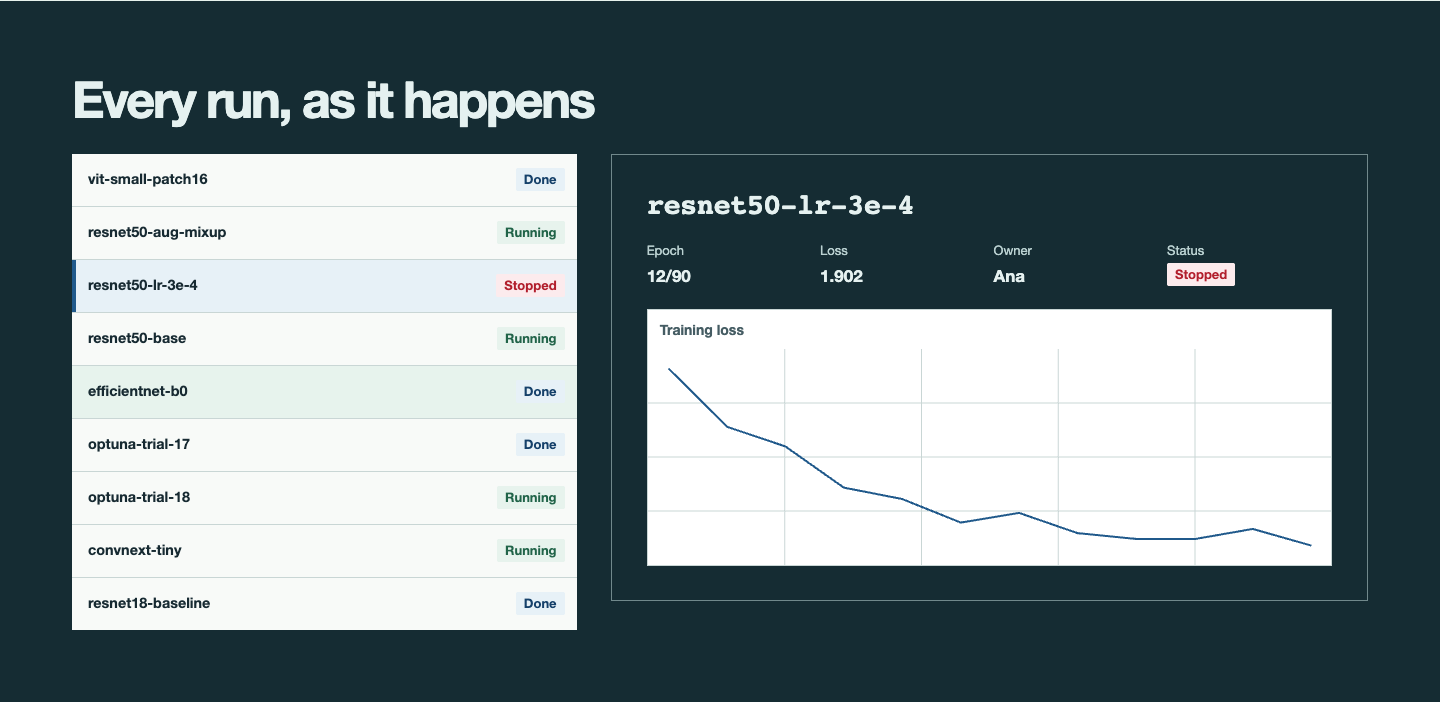 Every run, as it happens
vit-small-patch16 Done
resnet50-aug-mixup Running
resnet50-lr-3e-4 Stopped
resnet50-base Running
efficientnet-b0 Done
optuna-trial-17 Done
optuna-trial-18 Running
convnext-tiny Running
resnet18-baseline Done
resnet50-lr-3e-4
Epoch Loss Owner Status
12/90 1.902 Ana Stopped
Training loss